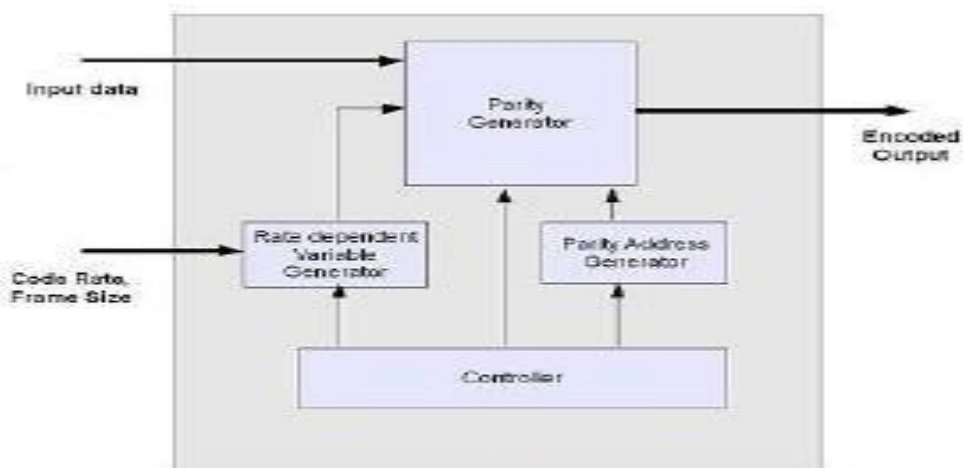 Input data
Parity
Generator
Encoded
Output
Rate dependent
Variable
Generator
Parity Address
Generator
Code Rate,
Frame Size
Controller